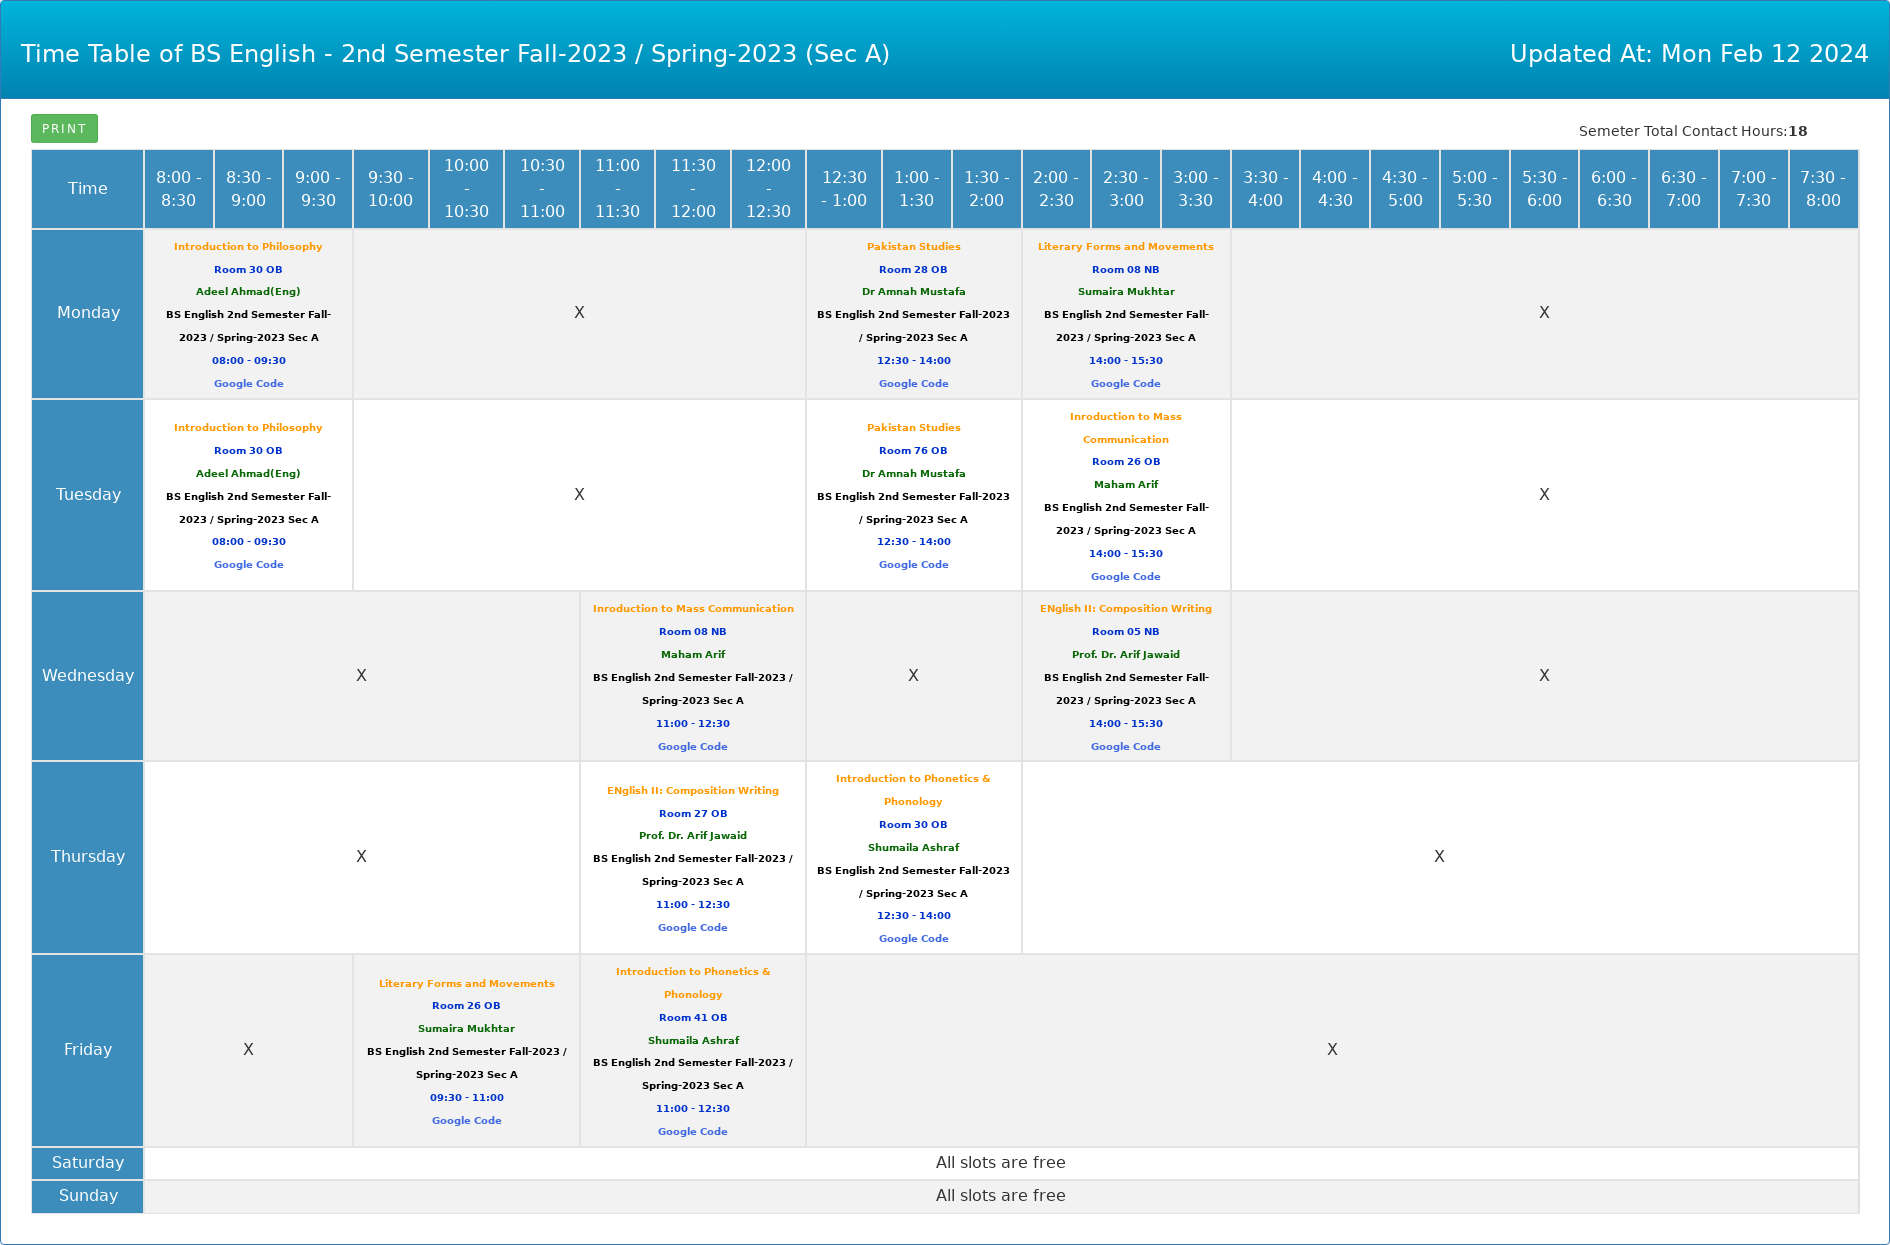 Time Table of BS English - 2nd Semester Fall-2023 / Spring-2023 (Sec A)
Updated At: Mon Feb 12 2024
PRINT
Semeter Total Contact Hours:18
Time
8:00 -
8:30
8:30 -
9:00
9:00 -
9:30
9:30 -
10:00
10:00
-
10:30
10:30
-
11:00
11:00
-
11:30
11:30
-
12:00
12:00
-
12:30
12:30
- 1:00
1:00 -
1:30
1:30 -
2:00
2:00 -
2:30
2:30 -
3:00
3:00 -
3:30
3:30 -
4:00
4:00 -
4:30
4:30 -
5:00
5:00 -
5:30
5:30 -
6:00
6:00 -
6:30
6:30 -
7:00
7:00 -
7:30
7:30 -
8:00
Monday
Introduction to Philosophy
Room 30 OB
Adeel Ahmad(Eng)
BS English 2nd Semester Fall-
2023 / Spring-2023 Sec A
08:00 - 09:30
Google Code
X
Pakistan Studies
Room 28 OB
Dr Amnah Mustafa
BS English 2nd Semester Fall-2023
/ Spring-2023 Sec A
12:30 - 14:00
Google Code
Literary Forms and Movements
Room 08 NB
Sumaira Mukhtar
BS English 2nd Semester Fall-
2023 / Spring-2023 Sec A
14:00 - 15:30
Google Code
X
Tuesday
Introduction to Philosophy
Room 30 OB
Adeel Ahmad(Eng)
BS English 2nd Semester Fall-
2023 / Spring-2023 Sec A
08:00 - 09:30
Google Code
X
Pakistan Studies
Room 76 OB
Dr Amnah Mustafa
BS English 2nd Semester Fall-2023
/ Spring-2023 Sec A
12:30 - 14:00
Google Code
Inroduction to Mass
Communication
Room 26 OB
Maham Arif
BS English 2nd Semester Fall-
2023 / Spring-2023 Sec A
14:00 - 15:30
Google Code
X
Wednesday
X
Inroduction to Mass Communication
Room 08 NB
Maham Arif
BS English 2nd Semester Fall-2023 /
Spring-2023 Sec A
11:00 - 12:30
Google Code
X
ENglish II: Composition Writing
Room 05 NB
Prof. Dr. Arif Jawaid
BS English 2nd Semester Fall-
2023 / Spring-2023 Sec A
14:00 - 15:30
Google Code
X
Thursday
X
ENglish II: Composition Writing
Room 27 OB
Prof. Dr. Arif Jawaid
BS English 2nd Semester Fall-2023 /
Spring-2023 Sec A
11:00 - 12:30
Google Code
Introduction to Phonetics &
Phonology
Room 30 OB
Shumaila Ashraf
BS English 2nd Semester Fall-2023
/ Spring-2023 Sec A
12:30 - 14:00
Google Code
X
Friday
X
Literary Forms and Movements
Room 26 OB
Sumaira Mukhtar
BS English 2nd Semester Fall-2023 /
Spring-2023 Sec A
09:30 - 11:00
Google Code
Introduction to Phonetics &
Phonology
Room 41 OB
Shumaila Ashraf
BS English 2nd Semester Fall-2023 /
Spring-2023 Sec A
11:00 - 12:30
Google Code
X
Saturday
All slots are free
Sunday
All slots are free